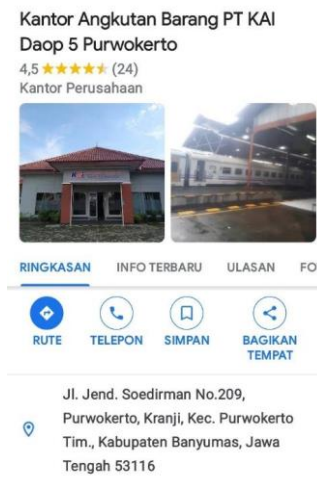 Kantor Angkutan Barang PT KAI
Daop 5 Purwokerto
4,5 ★★★★★ (24)
Kantor Perusahaan
RINGKASAN INFO TERBARU ULASAN FO
RUTE TELEPON SIMPAN BAGIKAN
TEMPAT
Jl. Jend. Soedirman No.209,
Purwokerto, Kranji, Kec. Purwokerto
Tim., Kabupaten Banyumas, Jawa
Tengah 53116